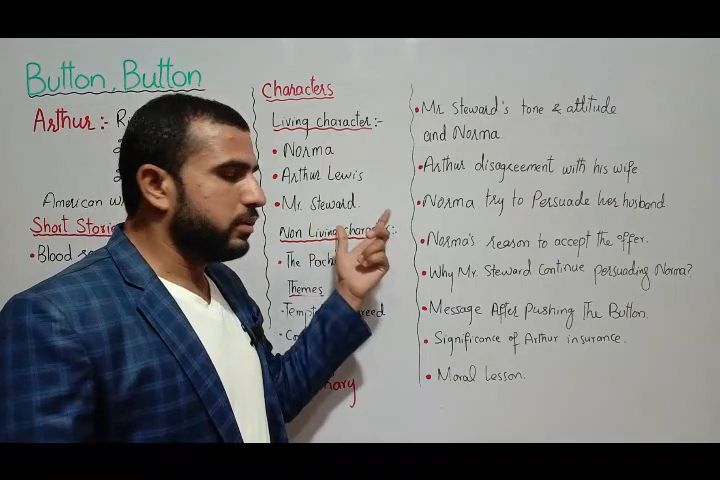 Button, Button
Arthur:-
American
Short Stories
• Blood
Characters
Living character:-
• Norma
• Arthur Lewis
• Mr. Steward.
Non Living character:-
• The
Themes
•
•
• Mr Steward's tone & attitude
and Norma.
• Arthur disagreement with his wife
• Norma try to Persuade her husband.
• Norma's reason to accept the offer.
• Why Mr. Steward Continue persuading Norma?
• Message After Pushing The Button.
• Significance of Arthur insurance.
• Moral Lesson.